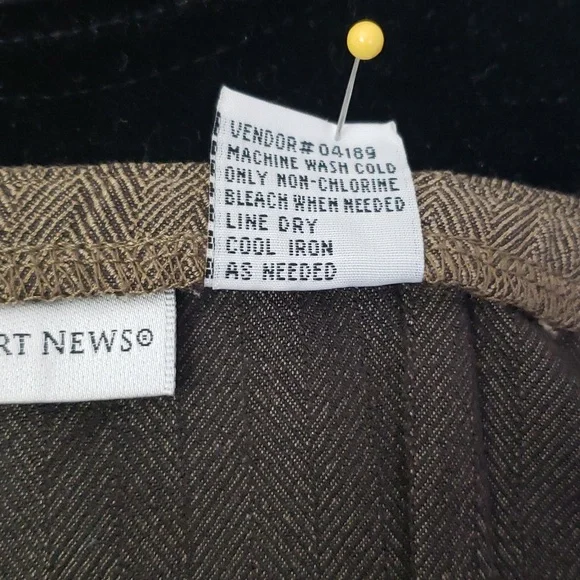 VENDOR# 04189
MACHINE WASH COLD
ONLY NON-CHLORINE
BLEACH WHEN NEEDED
LINE DRY
COOL IRON
AS NEEDED
RT NEWS®